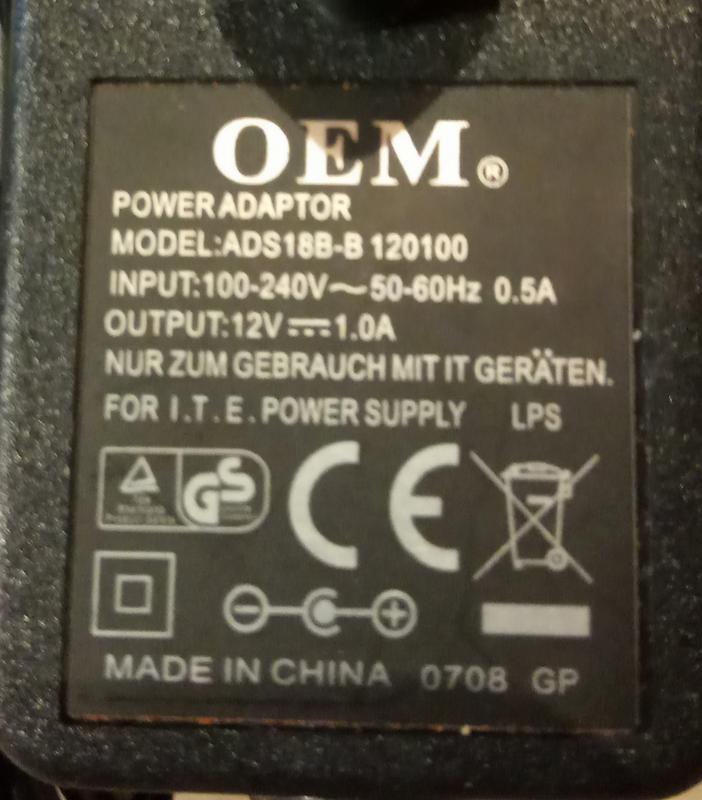 OEM®
POWER ADAPTOR
MODEL:ADS18B-B 120100
INPUT:100-240V~50-60Hz 0.5A
OUTPUT:12V⎓1.0A
NUR ZUM GEBRAUCH MIT IT GERÄTEN.
FOR I.T.E. POWER SUPPLY LPS
GS CE
MADE IN CHINA 0708 GP